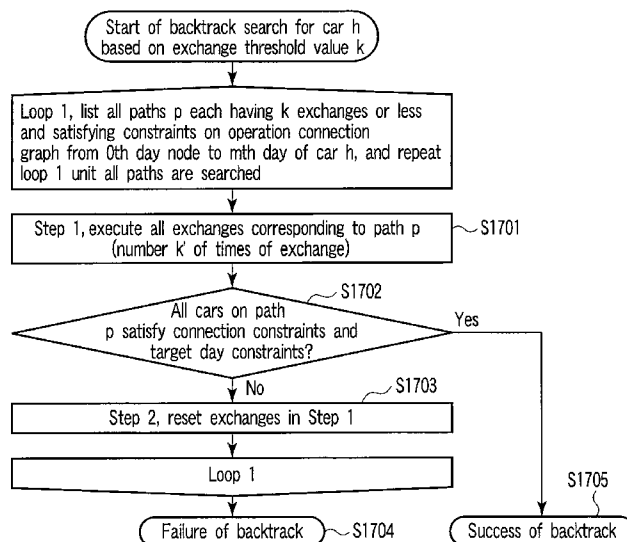 Start of backtrack search for car h
based on exchange threshold value k
Loop 1, list all paths p each having k exchanges or less
and satisfying constraints on operation connection
graph from 0th day node to mth day of car h, and repeat
loop 1 unit all paths are searched
Step 1, execute all exchanges corresponding to path p
(number k' of times of exchange)
S1701
S1702
All cars on path
p satisfy connection constraints and
target day constraints?
Yes
No
S1703
Step 2, reset exchanges in Step 1
Loop 1
S1705
Failure of backtrack
S1704
Success of backtrack